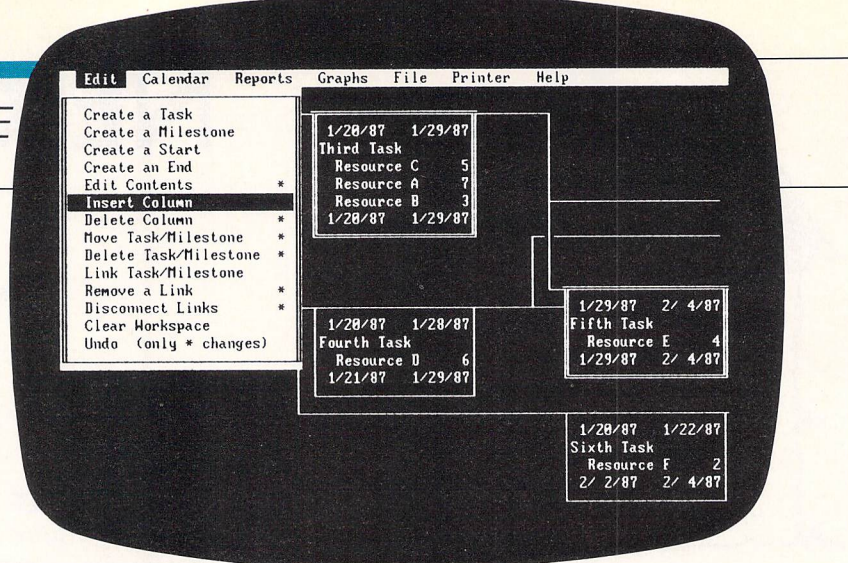 Edit Calendar Reports Graphs File Printer Help
Create a Task
Create a Milestone
Create a Start
Create an End
Edit Contents *
Insert Column
Delete Column *
Move Task/Milestone *
Delete Task/Milestone *
Link Task/Milestone
Remove a Link *
Disconnect Links *
Clear Workspace
Undo (only * changes)
1/20/87 1/29/87
Third Task
Resource C 5
Resource A 7
Resource B 3
1/20/87 1/29/87
1/20/87 1/28/87
Fourth Task
Resource D 6
1/21/87 1/29/87
1/29/87 2/ 4/87
Fifth Task
Resource E 4
1/29/87 2/ 4/87
1/20/87 1/22/87
Sixth Task
Resource F 2
2/ 2/87 2/ 4/87